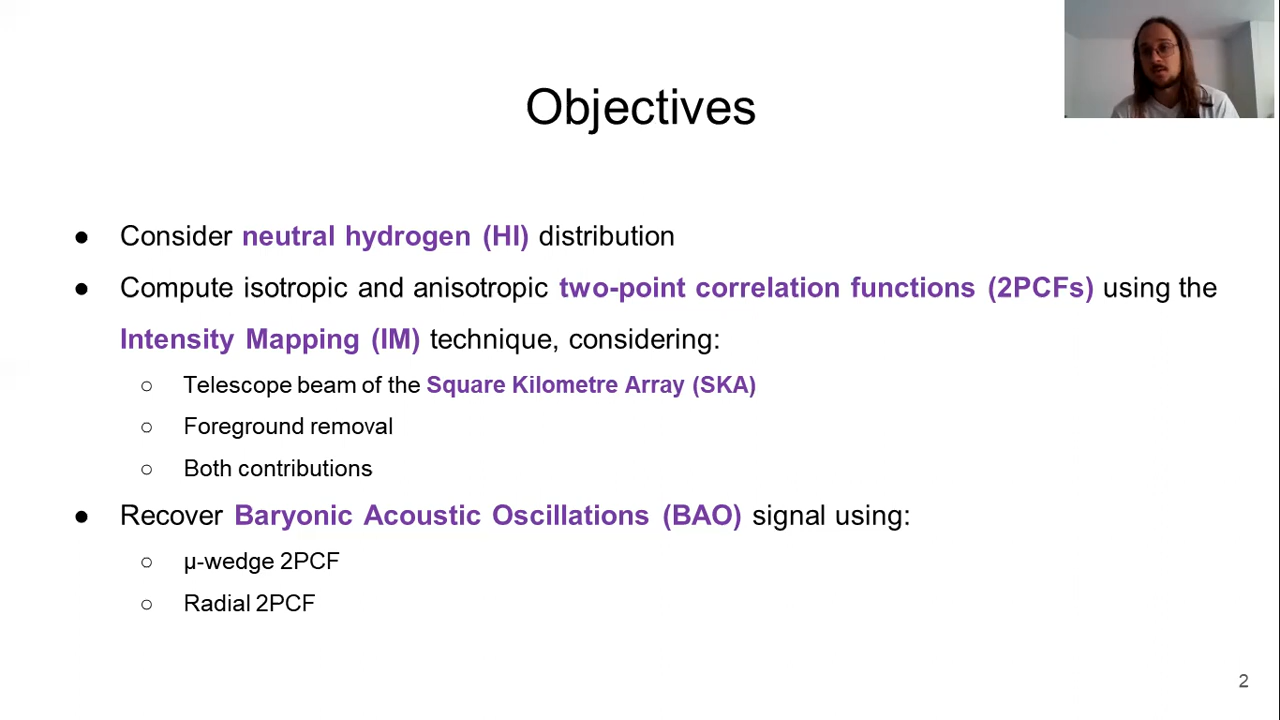 Objectives
● Consider neutral hydrogen (HI) distribution
● Compute isotropic and anisotropic two-point correlation functions (2PCFs) using the
Intensity Mapping (IM) technique, considering:
○ Telescope beam of the Square Kilometre Array (SKA)
○ Foreground removal
○ Both contributions
● Recover Baryonic Acoustic Oscillations (BAO) signal using:
○ μ-wedge 2PCF
○ Radial 2PCF
2